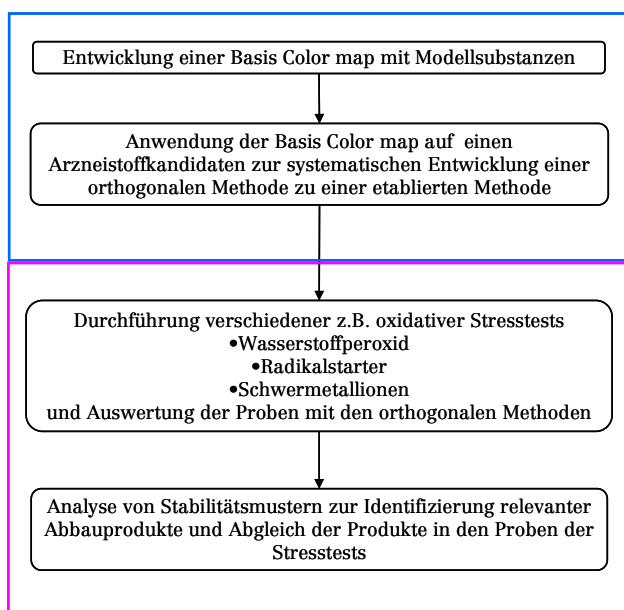 Entwicklung einer Basis Color map mit Modellsubstanzen
Anwendung der Basis Color map auf einen
Arzneistoffkandidaten zur systematischen Entwicklung einer
orthogonalen Methode zu einer etablierten Methode
Durchführung verschiedener z.B. oxidativer Stresstests
•Wasserstoffperoxid
•Radikalstarter
•Schwermetallionen
und Auswertung der Proben mit den orthogonalen Methoden
Analyse von Stabilitätsmustern zur Identifizierung relevanter
Abbauprodukte und Abgleich der Produkte in den Proben der
Stresstests